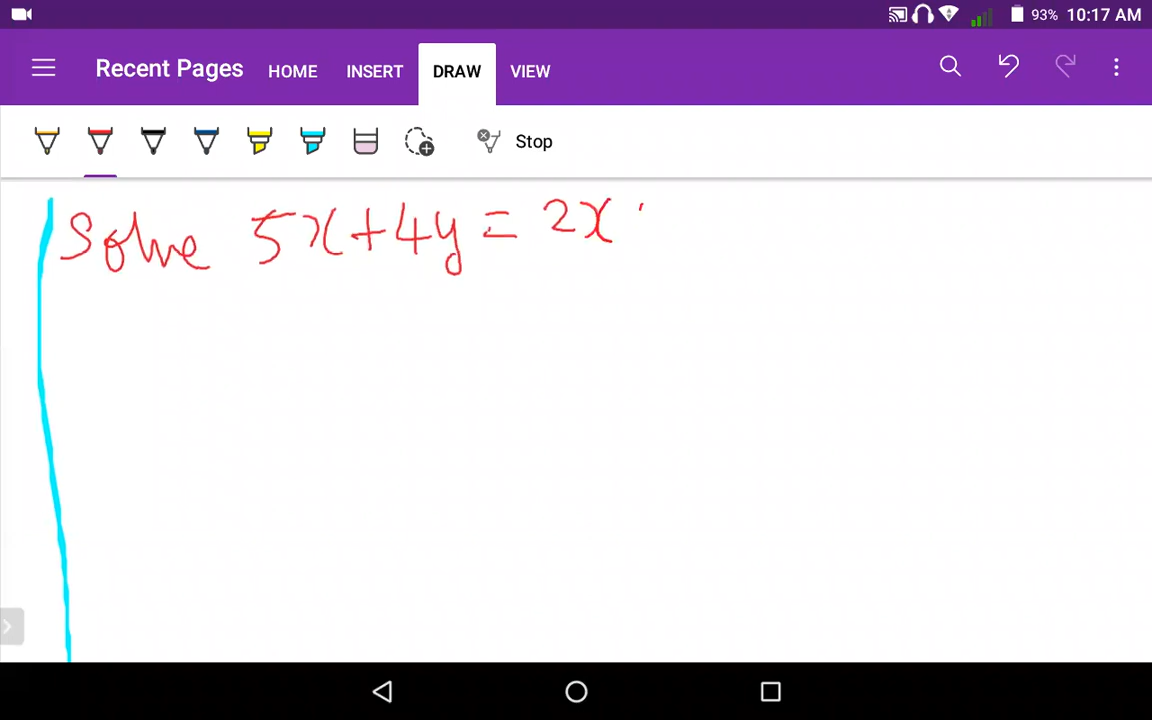 93% 10:17 AM
Recent Pages HOME INSERT DRAW VIEW
Stop
Solve 5x+4y = 2x